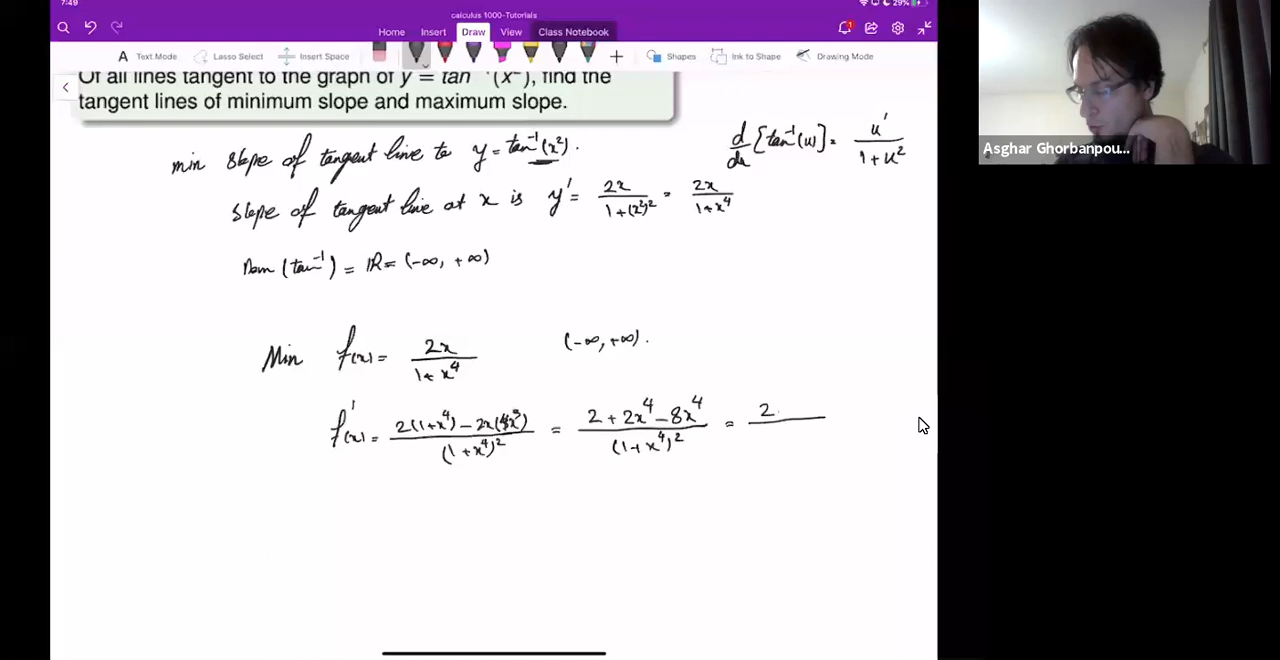 7:49
29%
calculus 1000-Tutorials
Home Insert Draw View Class Notebook
1
Text Mode Lasso Select Insert Space Shapes Ink to Shape Drawing Mode
Of all lines tangent to the graph of y = tan⁻¹(x²), find the
tangent lines of minimum slope and maximum slope.
min slope of tangent line to y = tan⁻¹(x²).
d/dx [tan⁻¹(u)] = u' / 1+u²
slope of tangent line at x is y' = 2x / 1+(x²)² = 2x / 1+x⁴
Dom (tan⁻¹) = ℝ = (-∞, +∞)
Min f(x) = 2x / 1+x⁴ (-∞, +∞).
f'(x) = 2(1+x⁴) - 2x(4x³) / (1+x⁴)² = 2+2x⁴-8x⁴ / (1+x⁴)² = 2
Asghar Ghorbanpou...